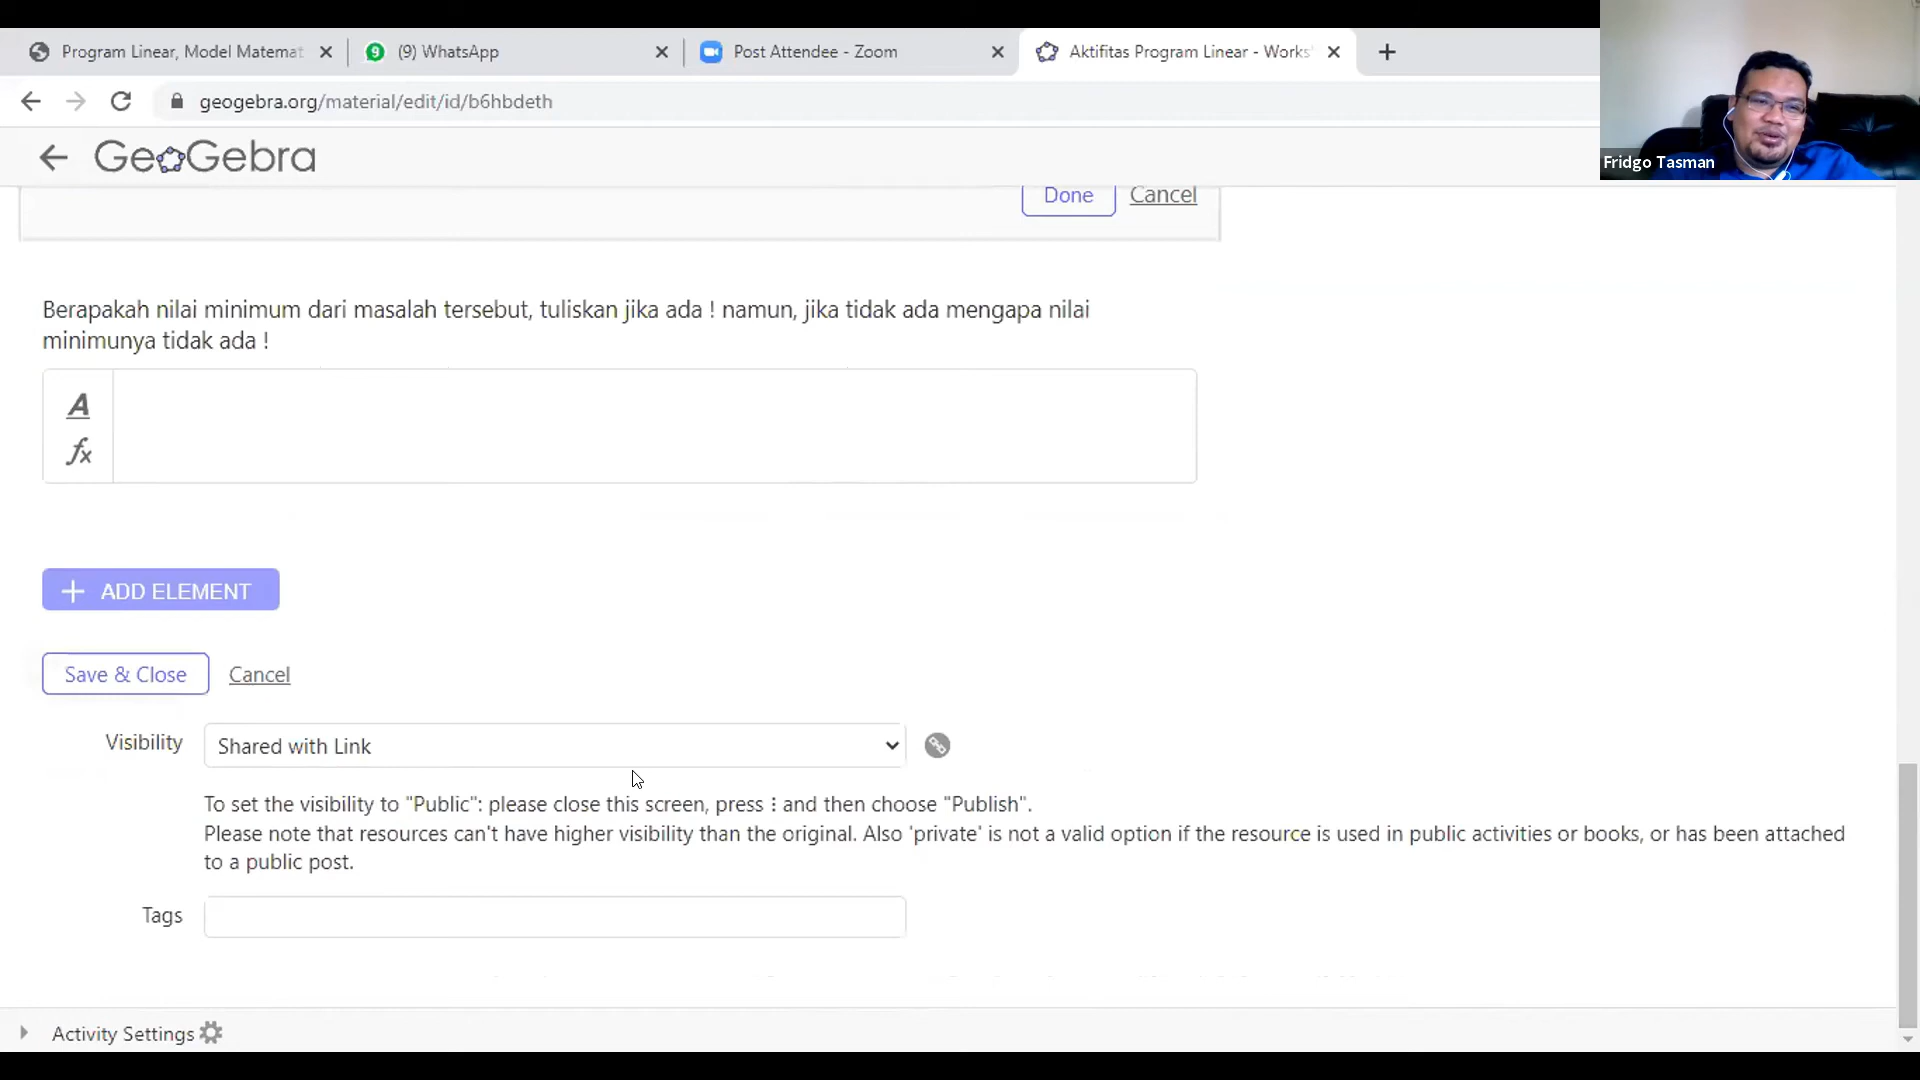 Program Linear, Model Matemat
9 (9) WhatsApp
Post Attendee - Zoom
Aktifitas Program Linear - Works
geogebra.org/material/edit/id/b6hbdeth
GeoGebra
Fridgo Tasman
Done Cancel
Berapakah nilai minimum dari masalah tersebut, tuliskan jika ada ! namun, jika tidak ada mengapa nilai
minimunya tidak ada !
A
fx
+ ADD ELEMENT
Save & Close Cancel
Visibility Shared with Link
To set the visibility to "Public": please close this screen, press ⋮ and then choose "Publish".
Please note that resources can't have higher visibility than the original. Also 'private' is not a valid option if the resource is used in public activities or books, or has been attached
to a public post.
Tags
Activity Settings